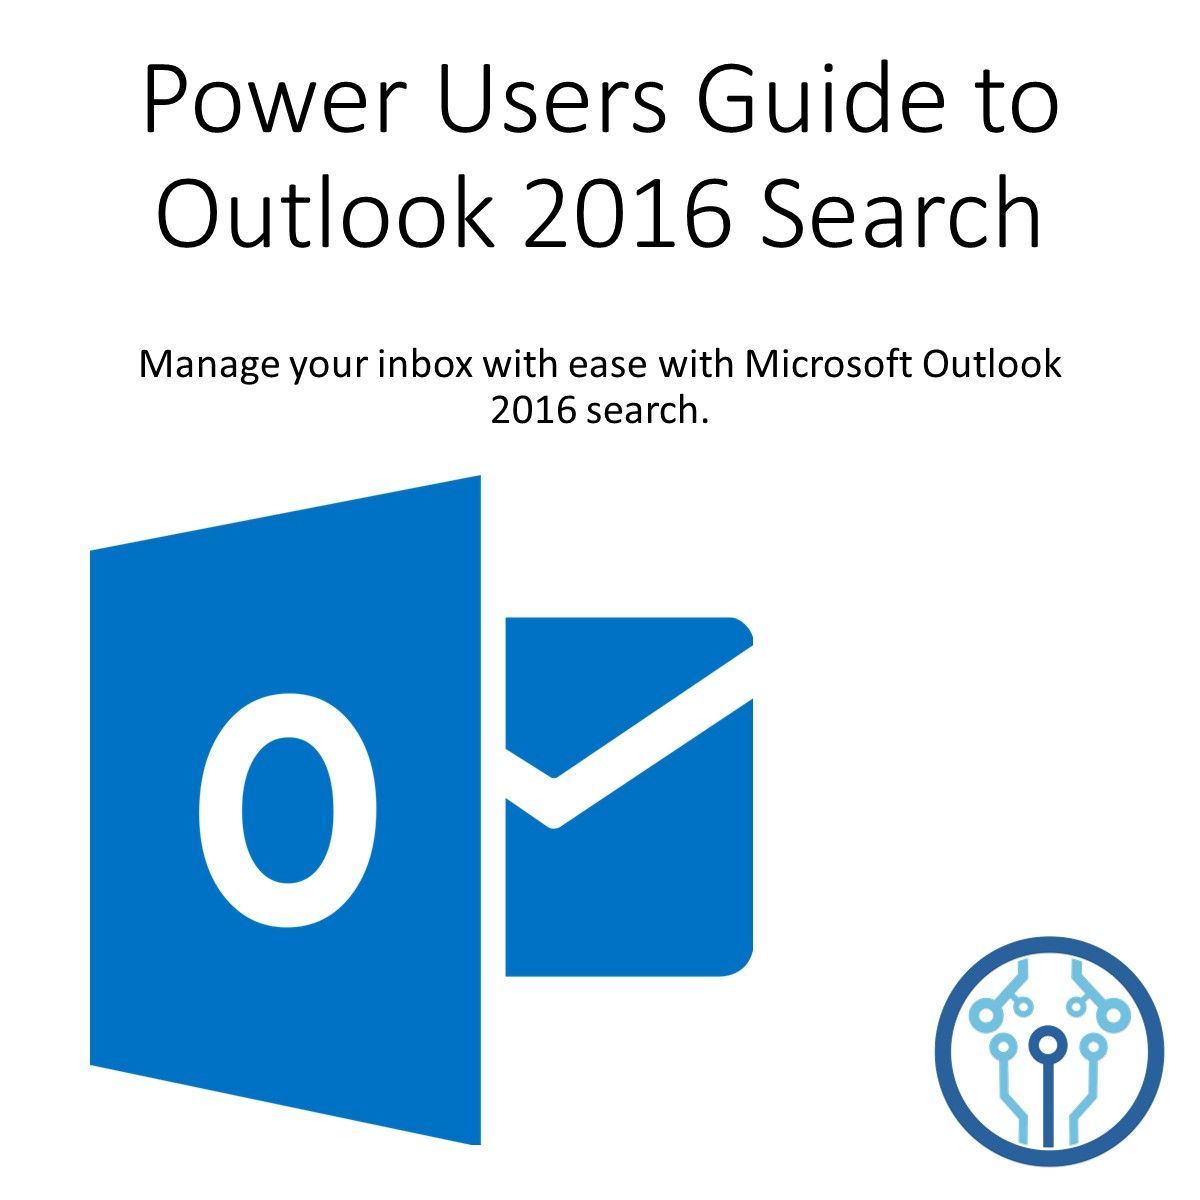 Power Users Guide to
Outlook 2016 Search
Manage your inbox with ease with Microsoft Outlook
2016 search.
O